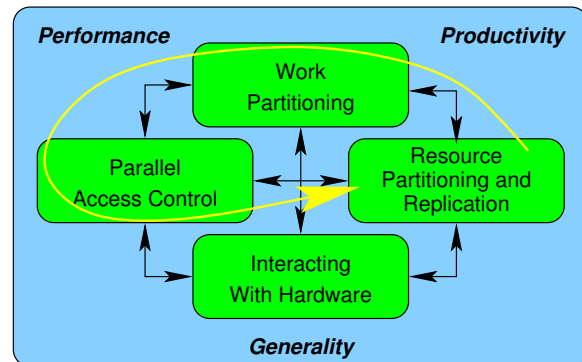 Performance
Productivity
Work
Partitioning
Parallel
Access Control
Resource
Partitioning and
Replication
Interacting
With Hardware
Generality